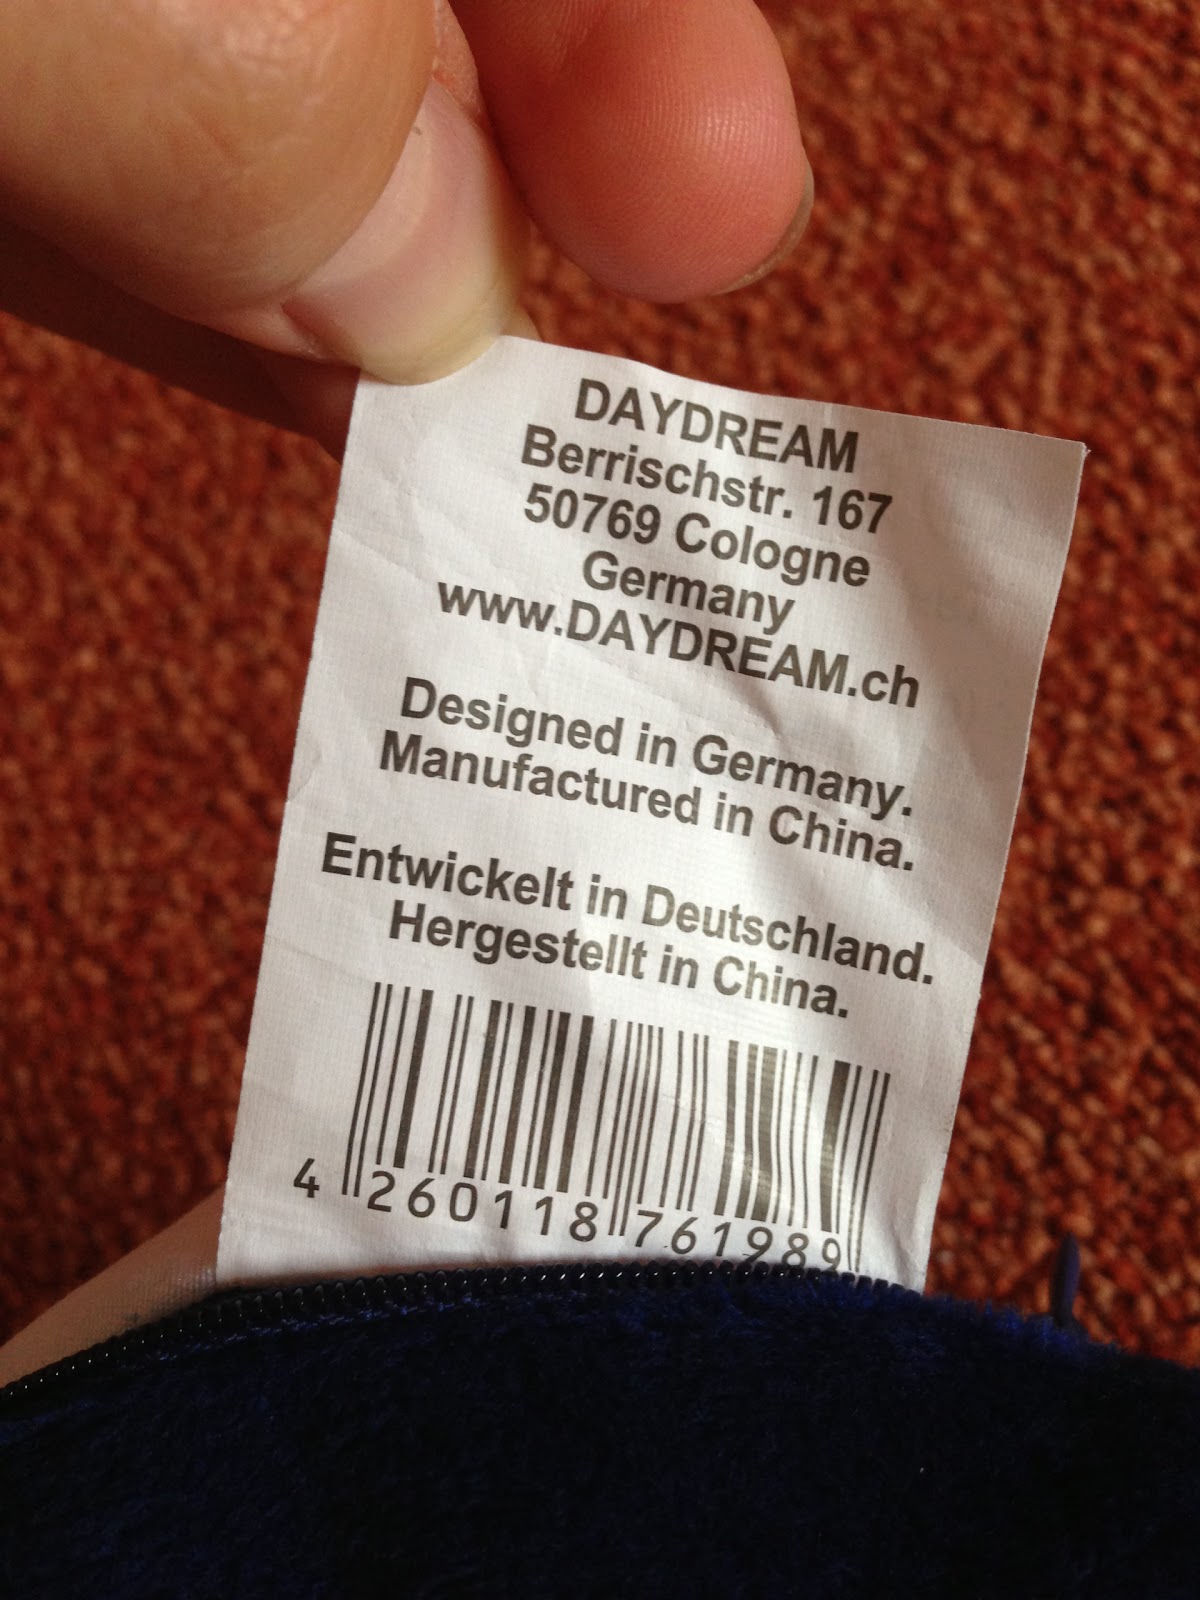 DAYDREAM
Berrischstr. 167
50769 Cologne
Germany
www.DAYDREAM.ch
Designed in Germany.
Manufactured in China.
Entwickelt in Deutschland.
Hergestellt in China.
4 260118 761989